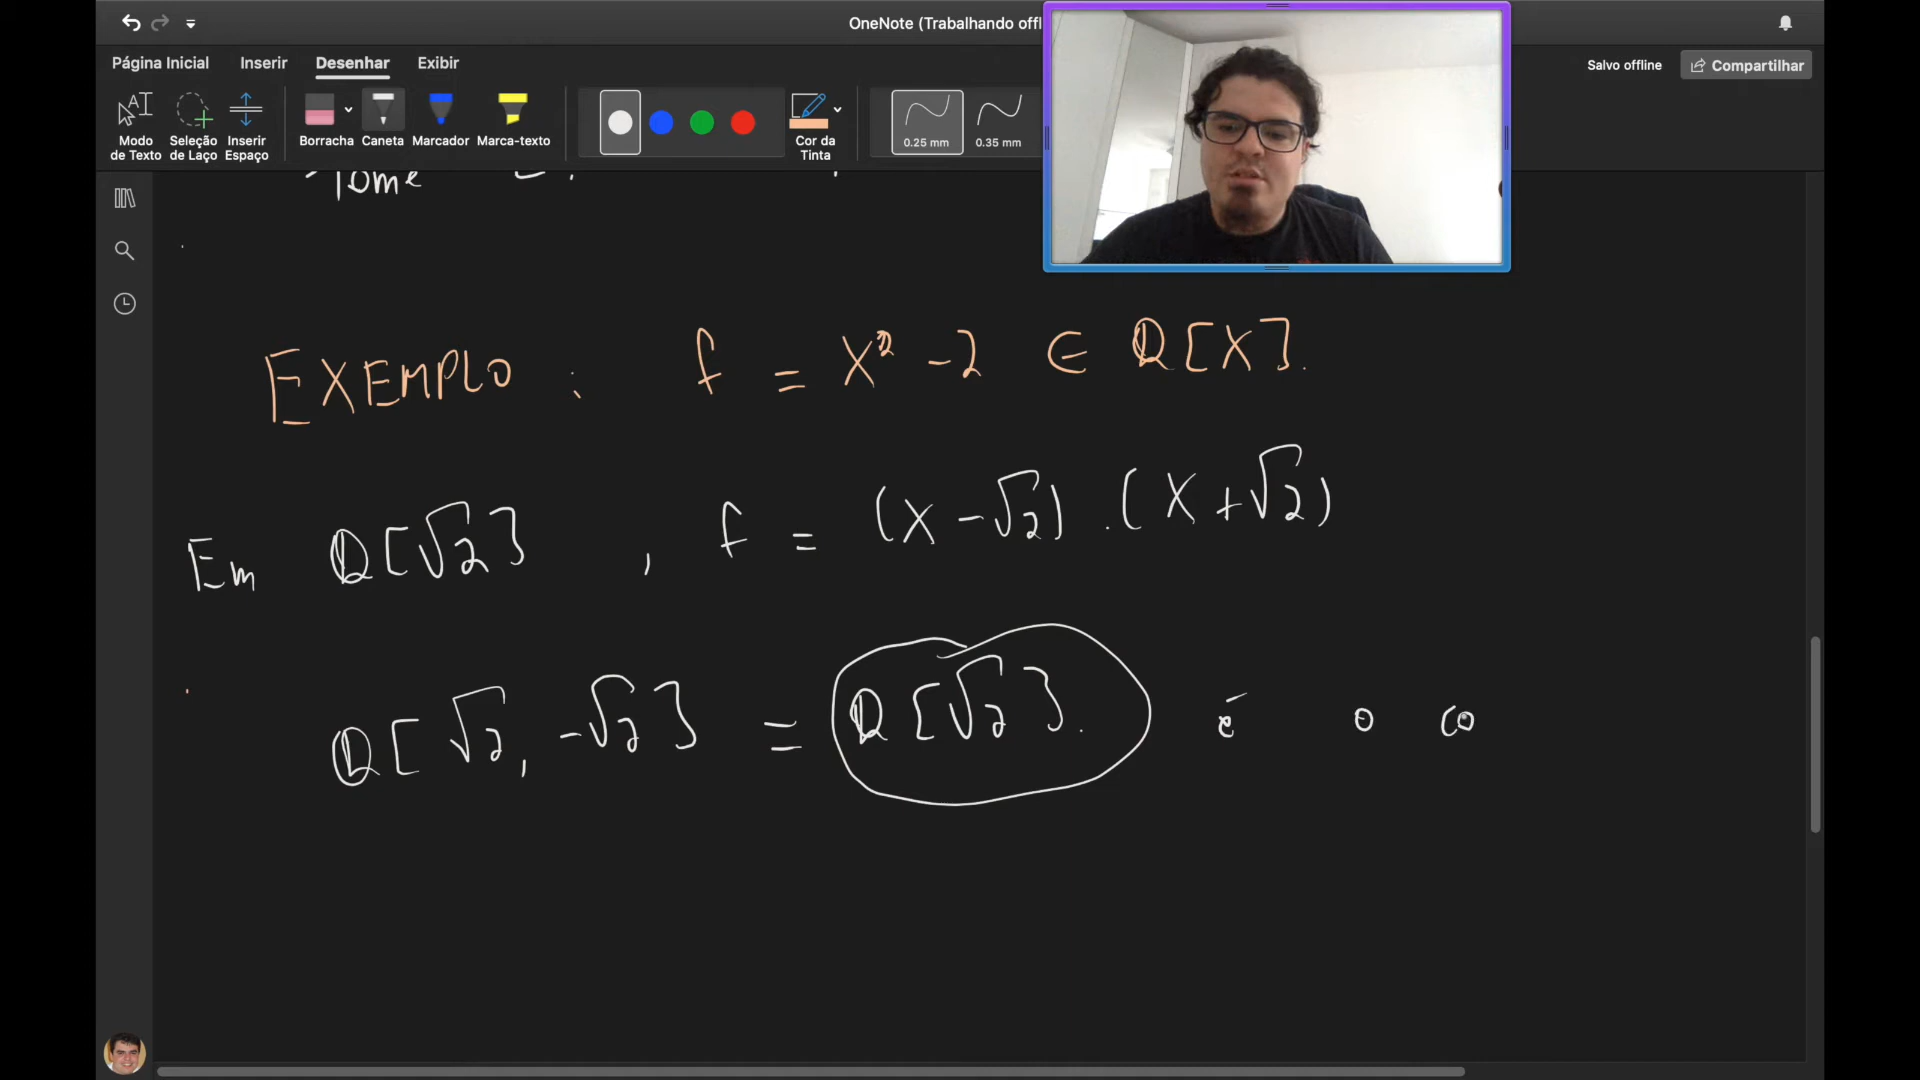 OneNote (Trabalhando offl
Página Inicial Inserir Desenhar Exibir
Salvo offline Compartilhar
Modo de Texto Seleção de Laço Inserir Espaço Borracha Caneta Marcador Marca-texto Cor da Tinta 0.25 mm 0.35 mm
Tome
EXEMPLO : f = X² - 2 ∈ ℚ[X].
Em ℚ[√2] , f = (X - √2) . (X + √2)
ℚ[√2, -√2] = ℚ[√2]. é o co